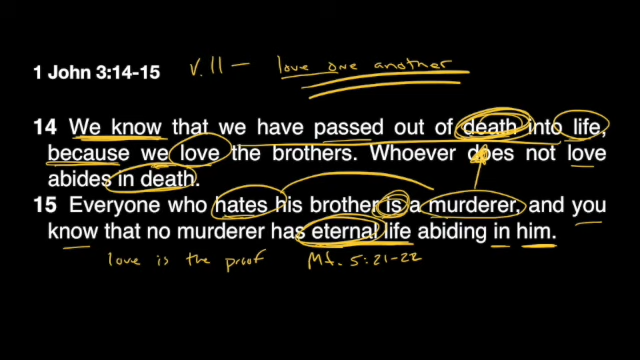 1 John 3:14-15 v.11 — love one another
14 We know that we have passed out of death into life,
because we love the brothers. Whoever does not love
abides in death.
15 Everyone who hates his brother is a murderer, and you
know that no murderer has eternal life abiding in him.
love is the proof Mt. 5:21-22